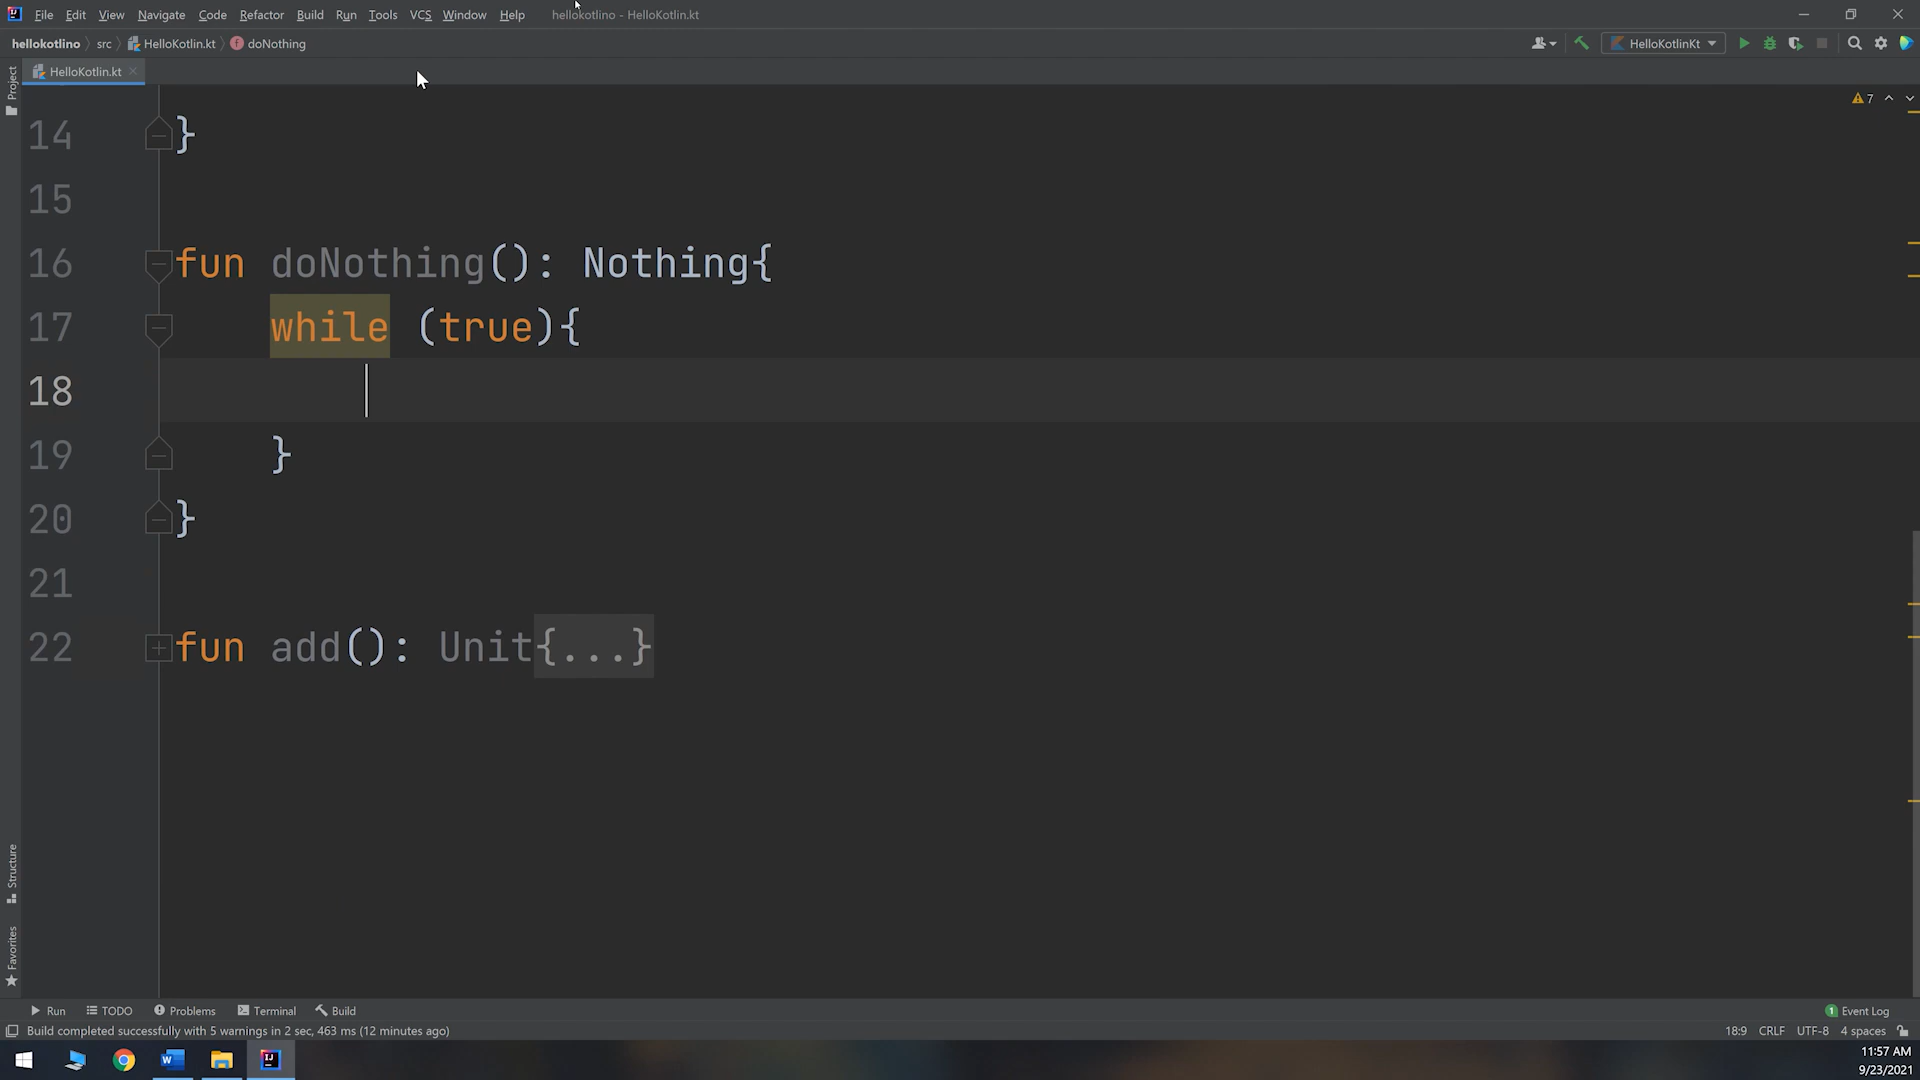 File Edit View Navigate Code Refactor Build Run Tools VCS Window Help hellokotlino - HelloKotlin.kt
hellokotlino src HelloKotlin.kt doNothing HelloKotlinKt
HelloKotlin.kt
Project
7
14 }
15
16 fun doNothing(): Nothing{
17 while (true){
18
19 }
20 }
21
22 fun add(): Unit{...}
Structure
Favorites
Run TODO Problems Terminal Build 1 Event Log
Build completed successfully with 5 warnings in 2 sec, 463 ms (12 minutes ago) 18:9 CRLF UTF-8 4 spaces
11:57 AM
9/23/2021